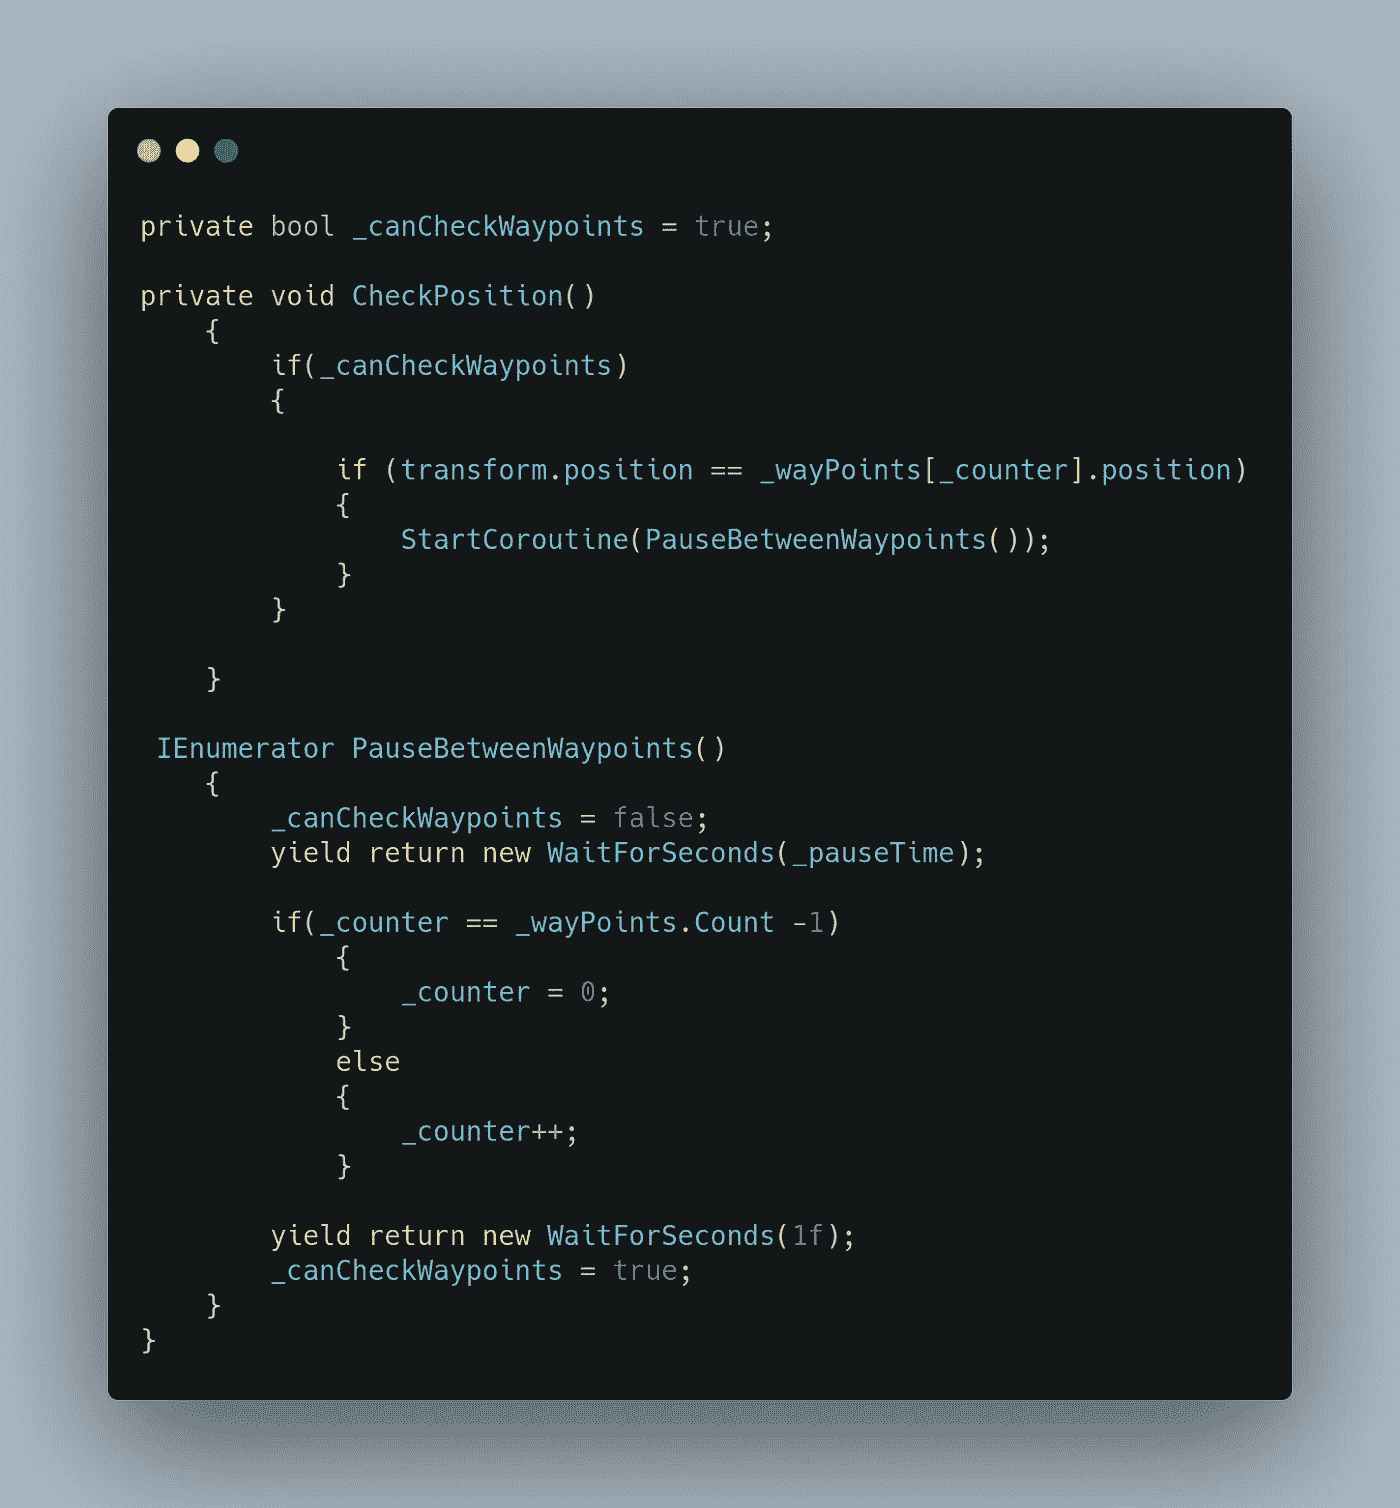 private bool _canCheckWaypoints = true;
private void CheckPosition()
{
if(_canCheckWaypoints)
{
if (transform.position == _wayPoints[_counter].position)
{
StartCoroutine(PauseBetweenWaypoints());
}
}
}
IEnumerator PauseBetweenWaypoints()
{
_canCheckWaypoints = false;
yield return new WaitForSeconds(_pauseTime);
if(_counter == _wayPoints.Count -1)
{
_counter = 0;
}
else
{
_counter++;
}
yield return new WaitForSeconds(1f);
_canCheckWaypoints = true;
}
}